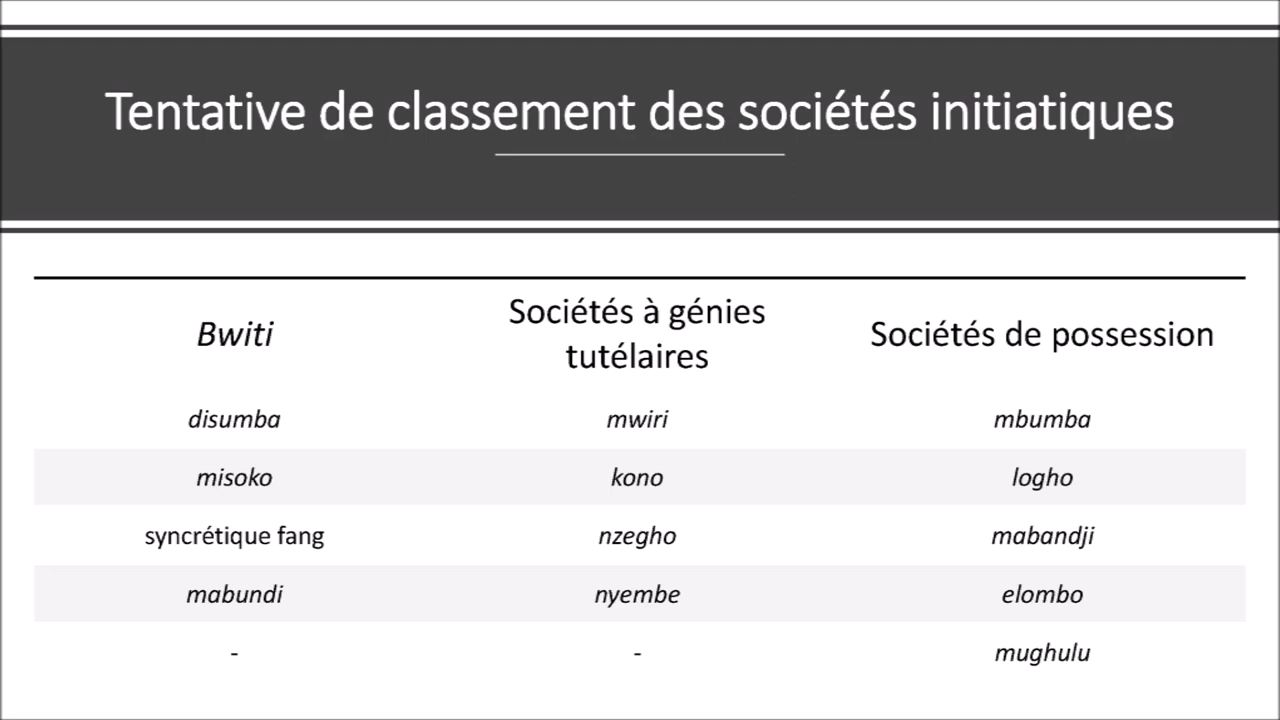 Tentative de classement des sociétés initiatiques
Bwiti
Sociétés à génies
tutélaires
Sociétés de possession
disumba
mwiri
mbumba
misoko
kono
logho
syncrétique fang
nzegho
mabandji
mabundi
nyembe
elombo
-
-
mughulu